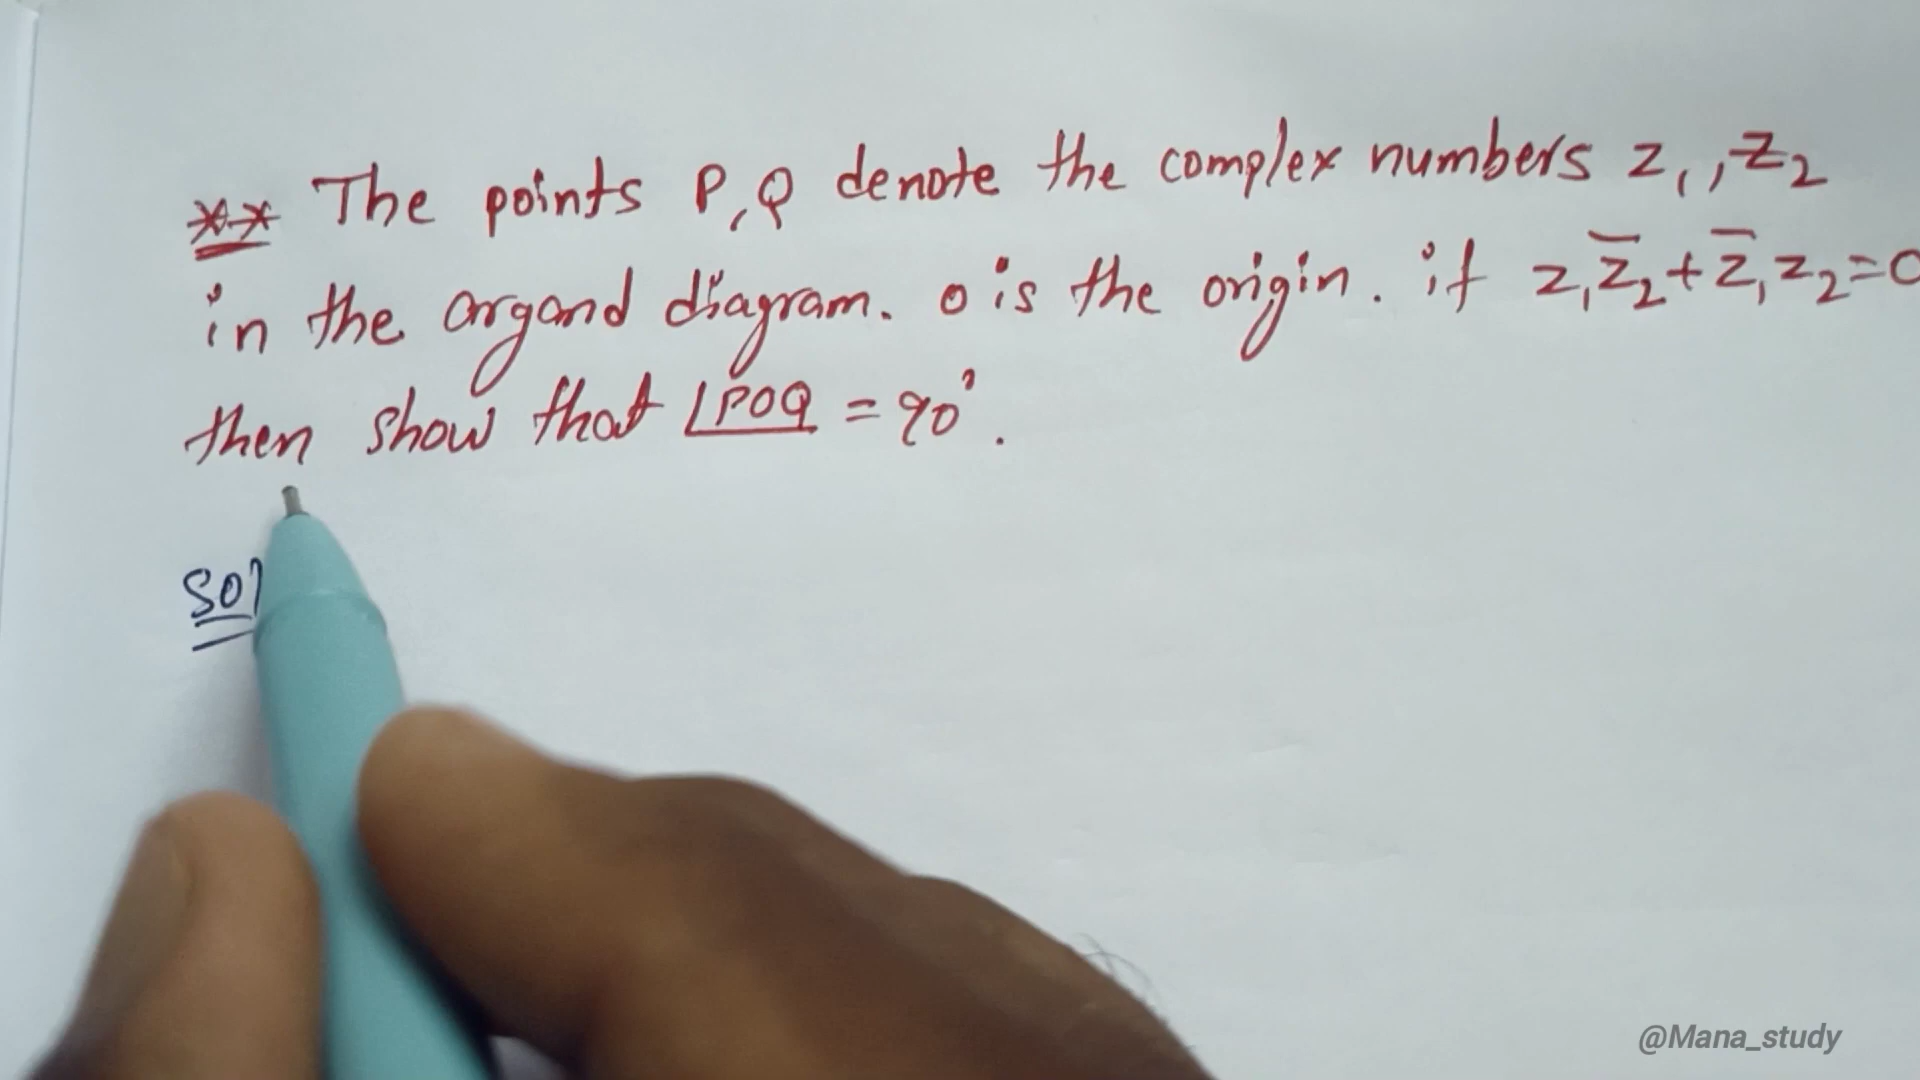 ** The points P, Q denote the complex numbers z₁, z₂
in the argand diagram. o is the origin. if z₁z̅₂ + z̅₁z₂ = 0
then show that ∠POQ = 90°.
Sol
@Mana_study